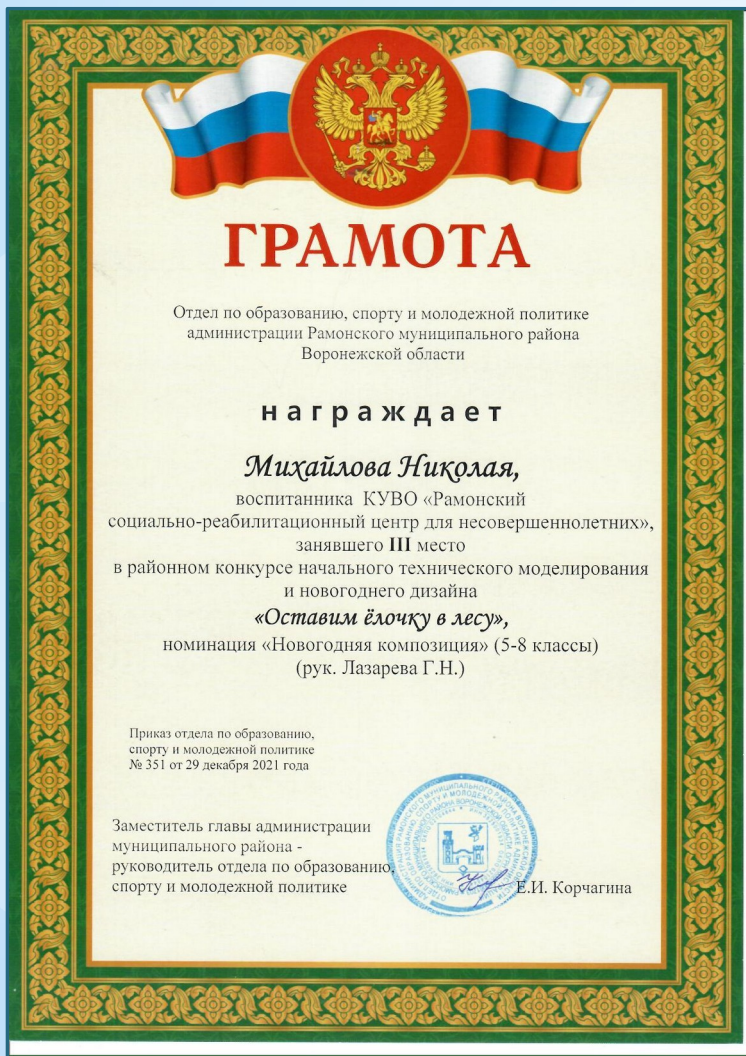 ГРАМОТА
Отдел по образованию, спорту и молодежной политике
администрации Рамонского муниципального района
Воронежской области
награждает
Михайлова Николая,
воспитанника КУВО «Рамонский
социально-реабилитационный центр для несовершеннолетних»,
занявшего III место
в районном конкурсе начального технического моделирования
и новогоднего дизайна
«Оставим ёлочку в лесу»,
номинация «Новогодняя композиция» (5-8 классы)
(рук. Лазарева Г.Н.)
Приказ отдела по образованию,
спорту и молодежной политике
№ 351 от 29 декабря 2021 года
Заместитель главы администрации
муниципального района -
руководитель отдела по образованию,
спорту и молодежной политике
Е.И. Корчагина